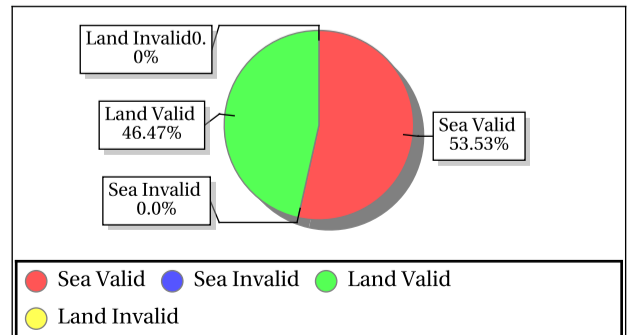 Land Invalid0.
0%
Land Valid
46.47%
Sea Valid
53.53%
Sea Invalid
0.0%
Sea Valid Sea Invalid Land Valid
Land Invalid